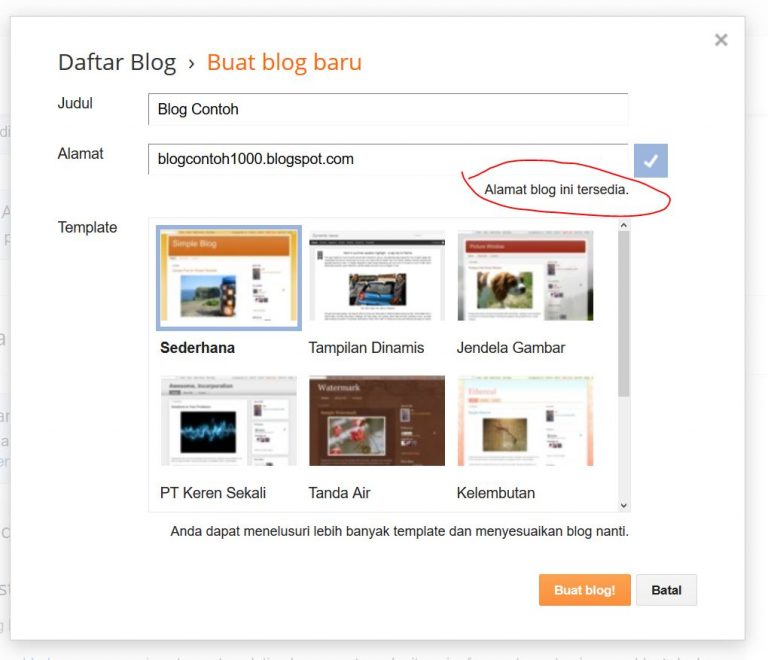 Daftar Blog › Buat blog baru
Judul
Blog Contoh
Alamat
blogcontoh1000.blogspot.com
Alamat blog ini tersedia.
Template
Simple Blog
Picture Window
Sederhana
Tampilan Dinamis
Jendela Gambar
Awesome, Incorporation
Watermark
Ethereal
PT Keren Sekali
Tanda Air
Kelembutan
Anda dapat menelusuri lebih banyak template dan menyesuaikan blog nanti.
Buat blog!
Batal